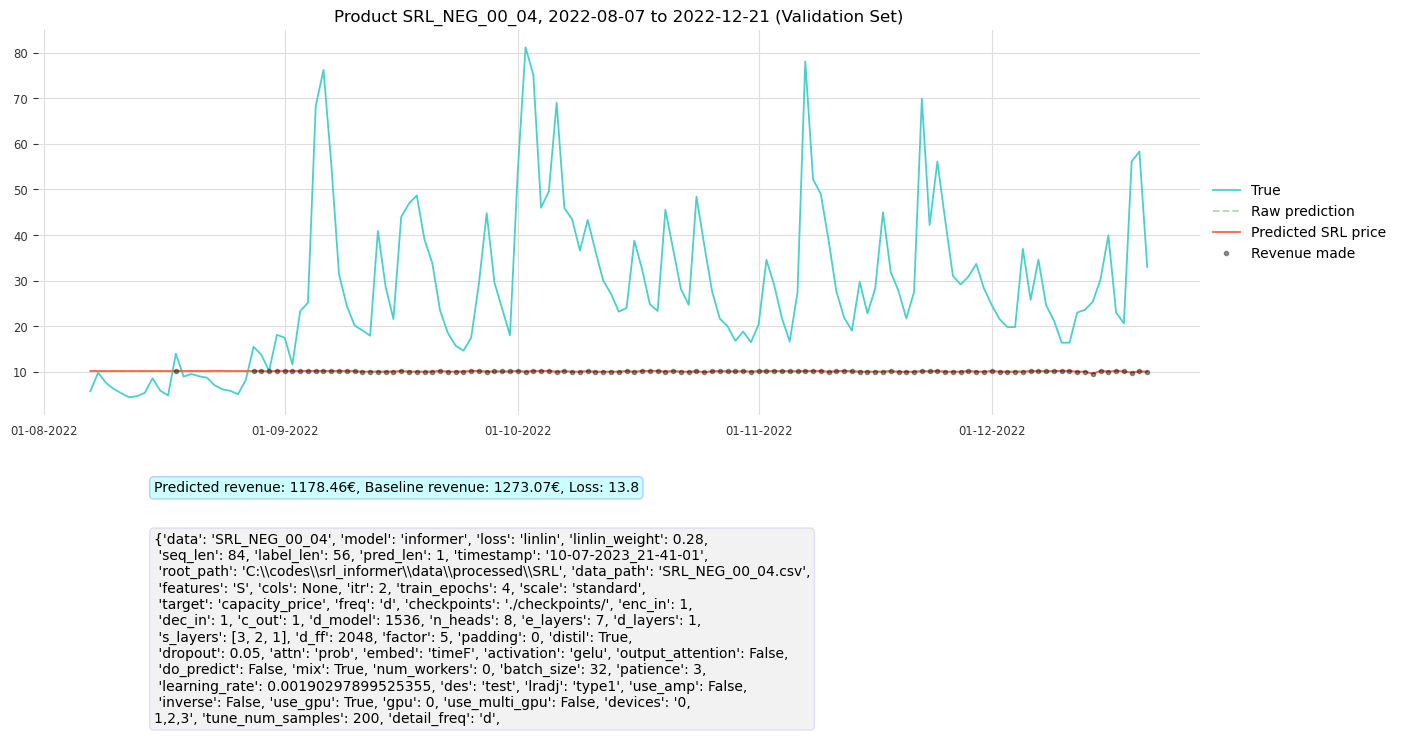 Product SRL_NEG_00_04, 2022-08-07 to 2022-12-21 (Validation Set)
80
70
60
50
40
30
20
10
01-08-2022
01-09-2022
01-10-2022
01-11-2022
01-12-2022
True
Raw prediction
Predicted SRL price
Revenue made
Predicted revenue: 1178.46€, Baseline revenue: 1273.07€, Loss: 13.8
{'data': 'SRL_NEG_00_04', 'model': 'informer', 'loss': 'linlin', 'linlin_weight': 0.28,
'seq_len': 84, 'label_len': 56, 'pred_len': 1, 'timestamp': '10-07-2023_21-41-01',
'root_path': 'C:\\codes\\srl_informer\\data\\processed\\SRL', 'data_path': 'SRL_NEG_00_04.csv',
'features': 'S', 'cols': None, 'itr': 2, 'train_epochs': 4, 'scale': 'standard',
'target': 'capacity_price', 'freq': 'd', 'checkpoints': './checkpoints/', 'enc_in': 1,
'dec_in': 1, 'c_out': 1, 'd_model': 1536, 'n_heads': 8, 'e_layers': 7, 'd_layers': 1,
's_layers': [3, 2, 1], 'd_ff': 2048, 'factor': 5, 'padding': 0, 'distil': True,
'dropout': 0.05, 'attn': 'prob', 'embed': 'timeF', 'activation': 'gelu', 'output_attention': False,
'do_predict': False, 'mix': True, 'num_workers': 0, 'batch_size': 32, 'patience': 3,
'learning_rate': 0.00190297899525355, 'des': 'test', 'lradj': 'type1', 'use_amp': False,
'inverse': False, 'use_gpu': True, 'gpu': 0, 'use_multi_gpu': False, 'devices': '0,
1,2,3', 'tune_num_samples': 200, 'detail_freq': 'd',